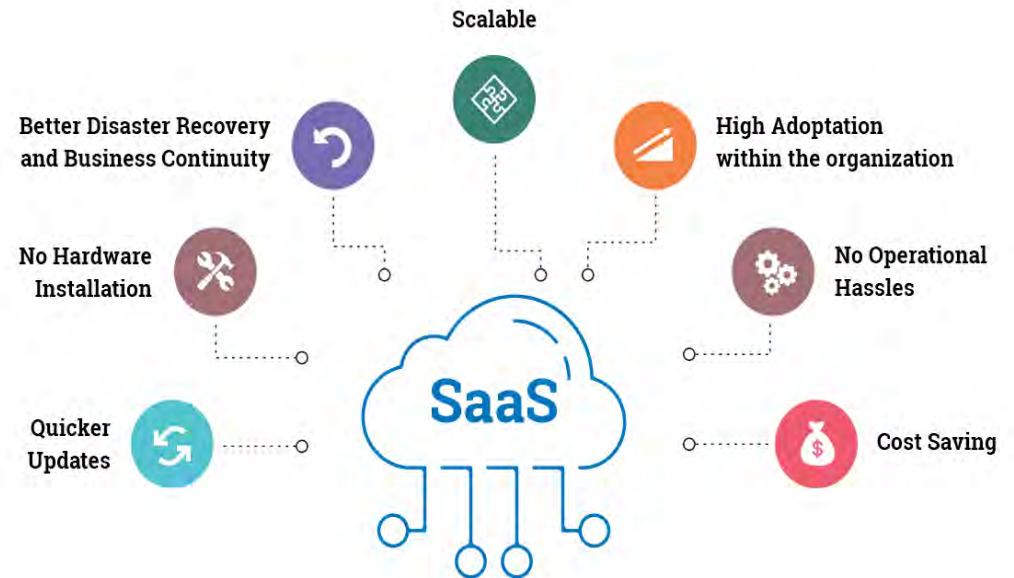 Scalable
Better Disaster Recovery
and Business Continuity
High Adoptation
within the organization
No Hardware
Installation
No Operational
Hassles
SaaS
Quicker
Updates
Cost Saving
$